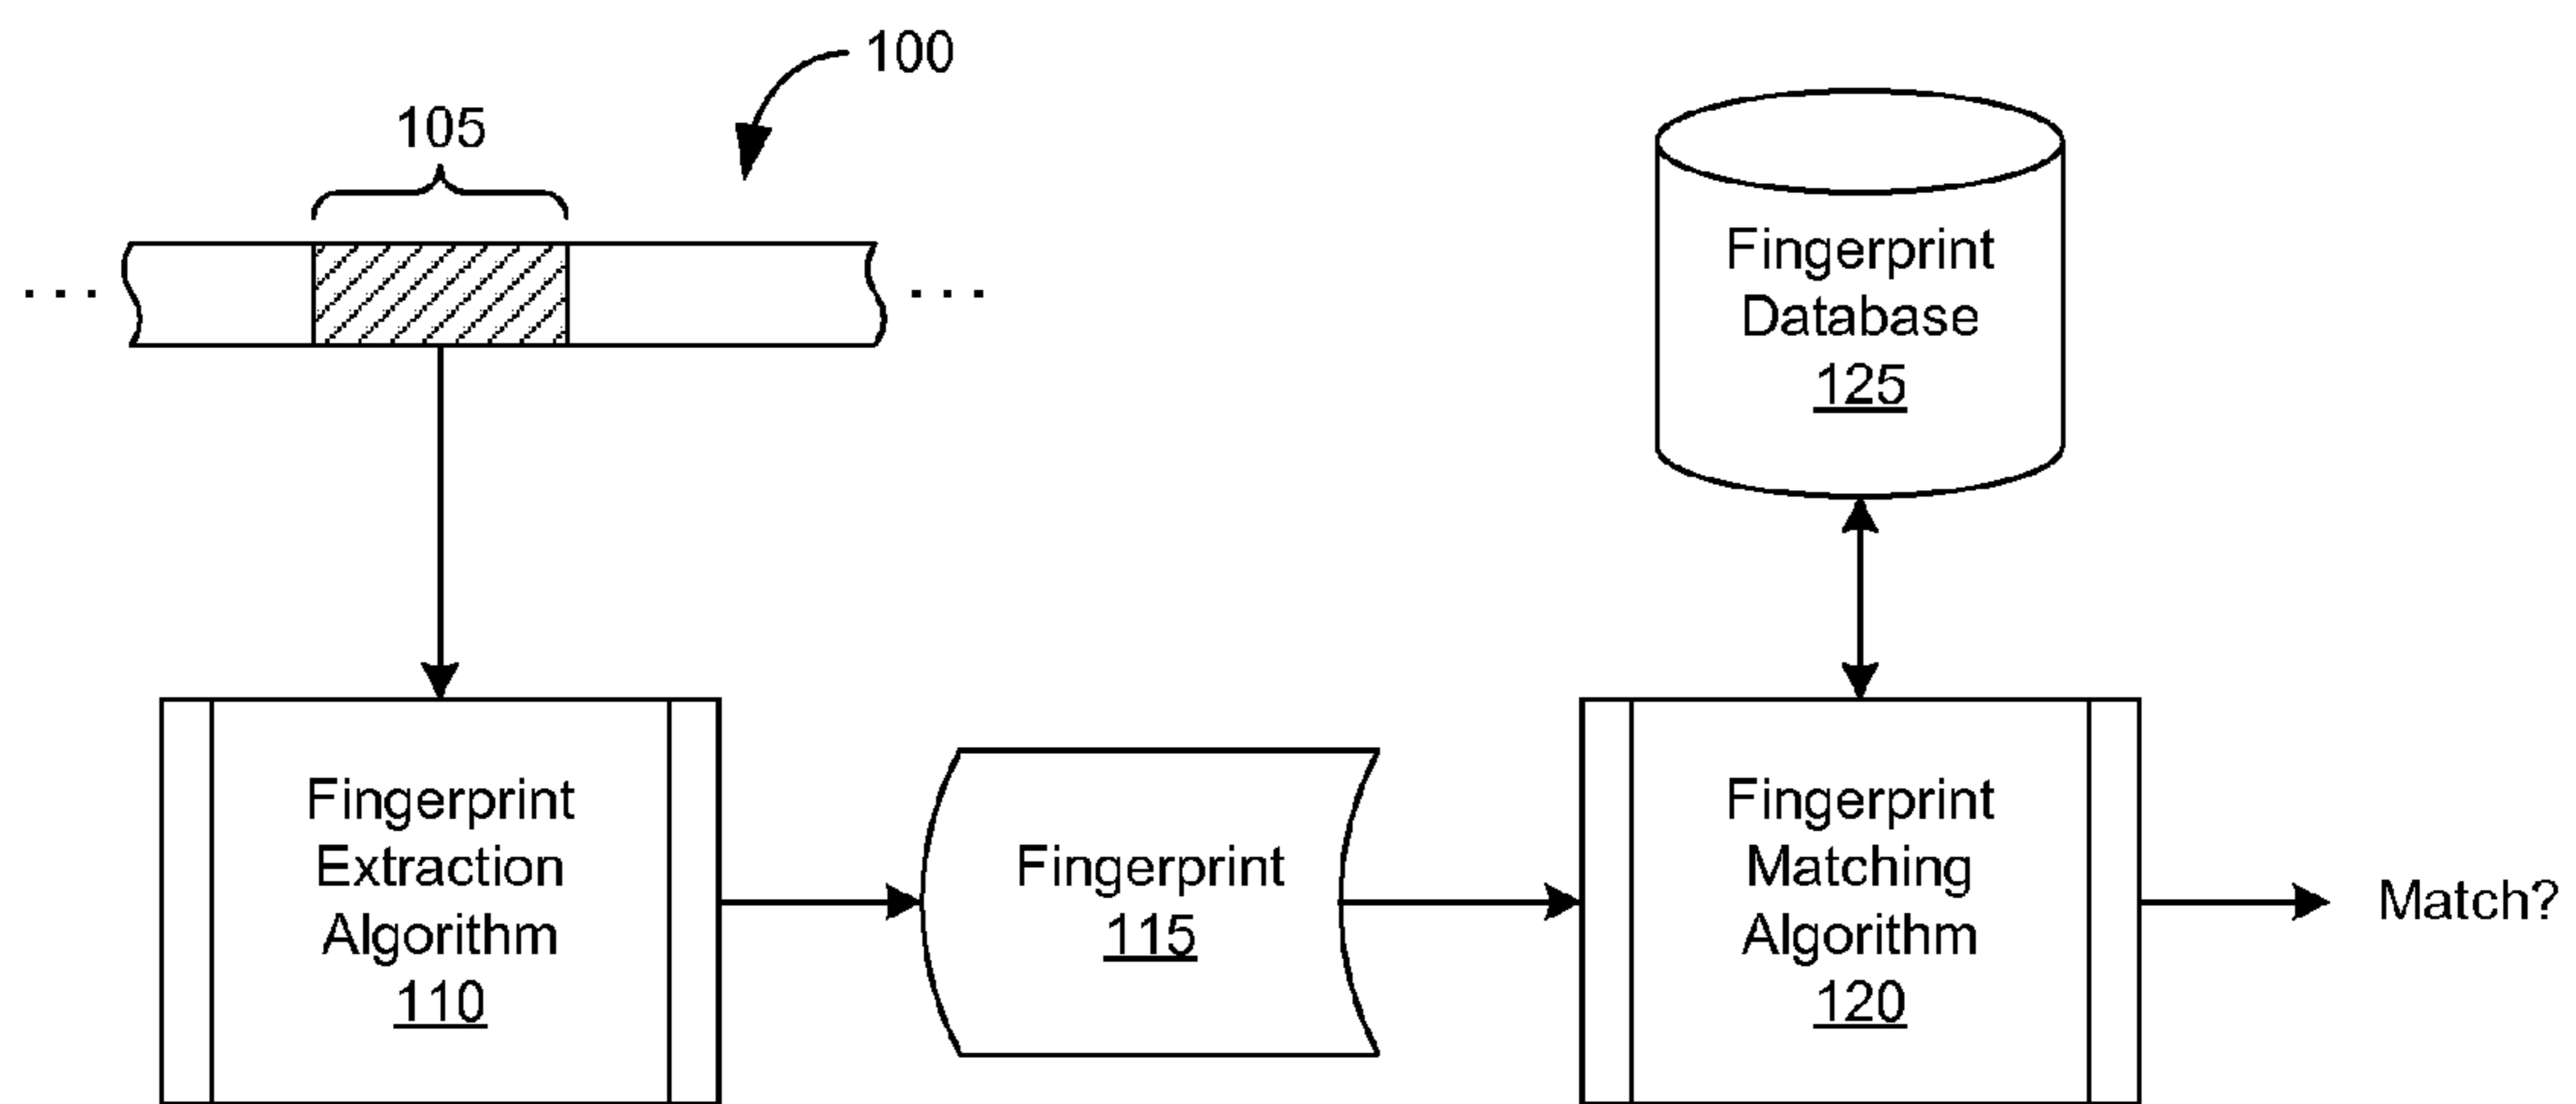 100
105
. . .
. . .
Fingerprint
Database
125
Fingerprint
Extraction
Algorithm
110
Fingerprint
115
Fingerprint
Matching
Algorithm
120
Match?